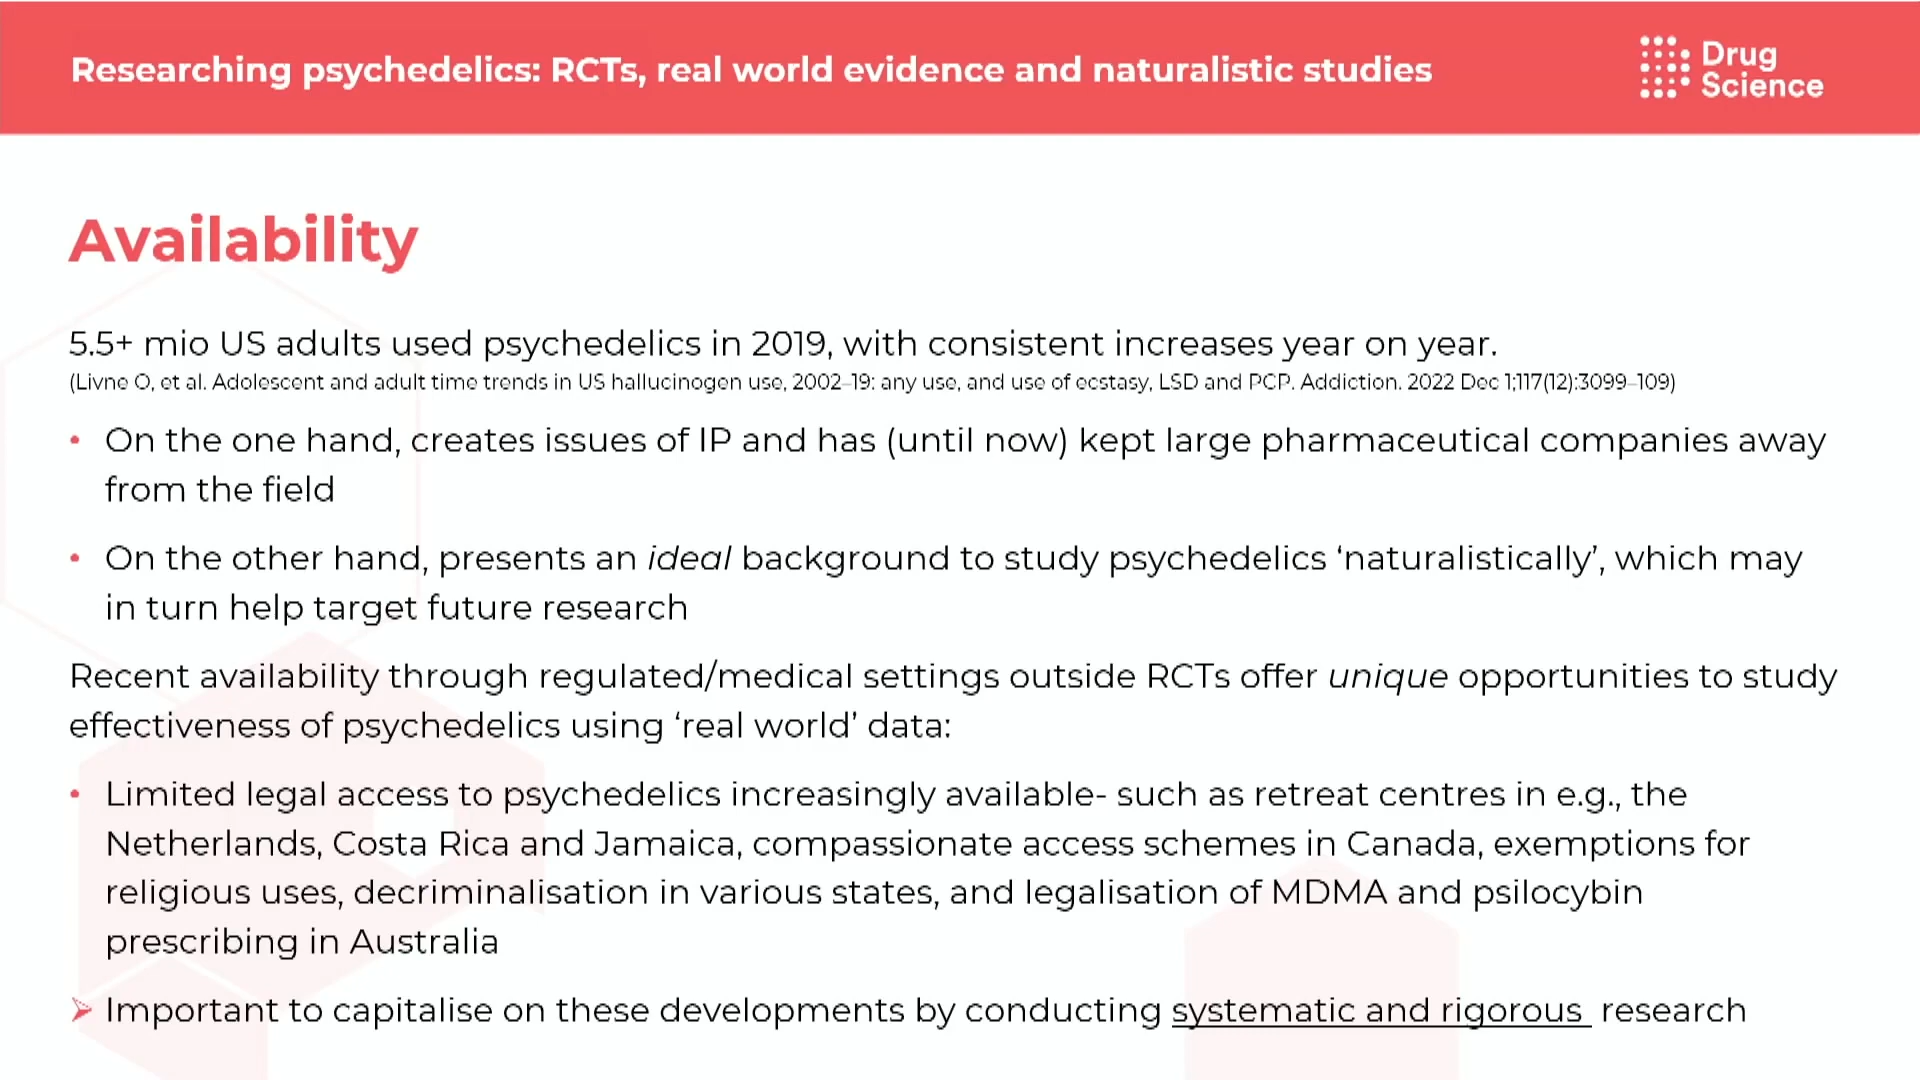 Researching psychedelics: RCTs, real world evidence and naturalistic studies
Drug
Science
Availability
5.5+ mio US adults used psychedelics in 2019, with consistent increases year on year.
(Livne O, et al. Adolescent and adult time trends in US hallucinogen use, 2002–19: any use, and use of ecstasy, LSD and PCP. Addiction. 2022 Dec 1;117(12):3099–109)
• On the one hand, creates issues of IP and has (until now) kept large pharmaceutical companies away
from the field
• On the other hand, presents an ideal background to study psychedelics ‘naturalistically’, which may
in turn help target future research
Recent availability through regulated/medical settings outside RCTs offer unique opportunities to study
effectiveness of psychedelics using ‘real world’ data:
• Limited legal access to psychedelics increasingly available- such as retreat centres in e.g., the
Netherlands, Costa Rica and Jamaica, compassionate access schemes in Canada, exemptions for
religious uses, decriminalisation in various states, and legalisation of MDMA and psilocybin
prescribing in Australia
➢ Important to capitalise on these developments by conducting systematic and rigorous research